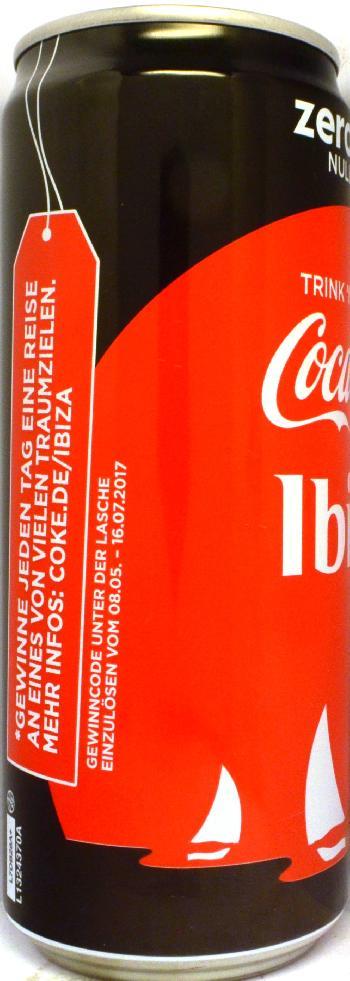 *GEWINNE JEDEN TAG EINE REISE
AN EINES VON VIELEN TRAUMZIELEN.
MEHR INFOS: COKE.DE/IBIZA
GEWINNCODE UNTER DER LASCHE
EINZULÖSEN VOM 08.05. – 16.07.2017
L1324370A
zero
NUL
TRINK
Coca
Ibi